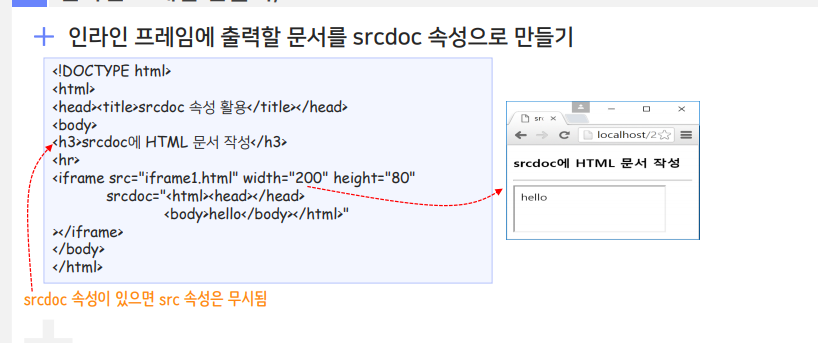 인라인 프레임에 출력할 문서를 srcdoc 속성으로 만들기
<!DOCTYPE html>
<html>
<head><title>srcdoc 속성 활용</title></head>
<body>
<h3>srcdoc에 HTML 문서 작성</h3>
<hr>
<iframe src="iframe1.html" width="200" height="80"
srcdoc="<html><head></head>
<body>hello</body></html>"
></iframe>
</body>
</html>
srcdoc 속성이 있으면 src 속성은 무시됨
src
localhost/2
srcdoc에 HTML 문서 작성
hello